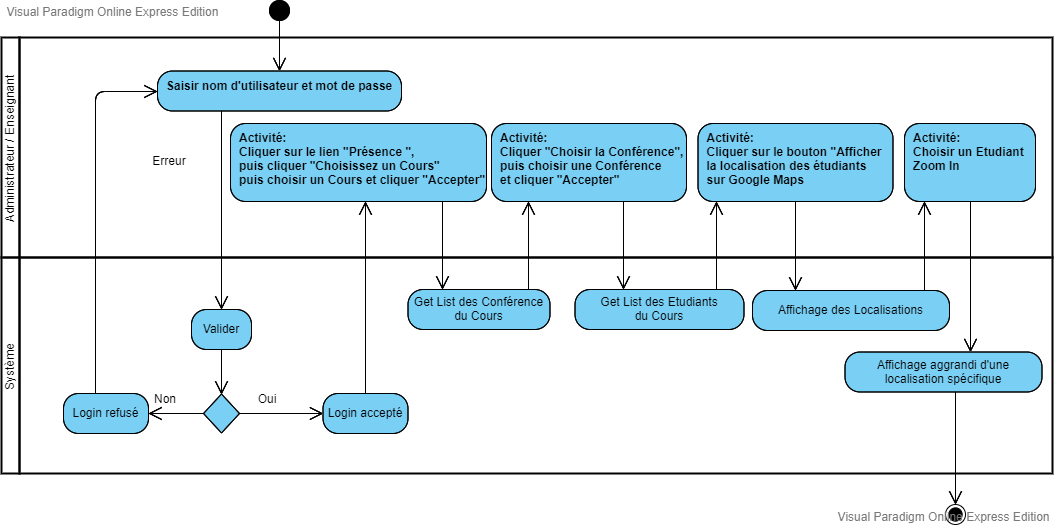 Visual Paradigm Online Express Edition
Administrateur / Enseignant
Saisir nom d'utilisateur et mot de passe
Erreur
Activité:
Cliquer sur le lien "Présence ",
puis cliquer "Choisissez un Cours"
puis choisir un Cours et cliquer "Accepter"
Activité:
Cliquer "Choisir la Conférence",
puis choisir une Conférence
et cliquer "Accepter"
Activité:
Cliquer sur le bouton "Afficher
la localisation des étudiants
sur Google Maps
Activité:
Choisir un Etudiant
Zoom In
Système
Get List des Conférence
du Cours
Get List des Etudiants
du Cours
Affichage des Localisations
Valider
Affichage aggrandi d'une
localisation spécifique
Login refusé
Non
Oui
Login accepté
Visual Paradigm Online Express Edition